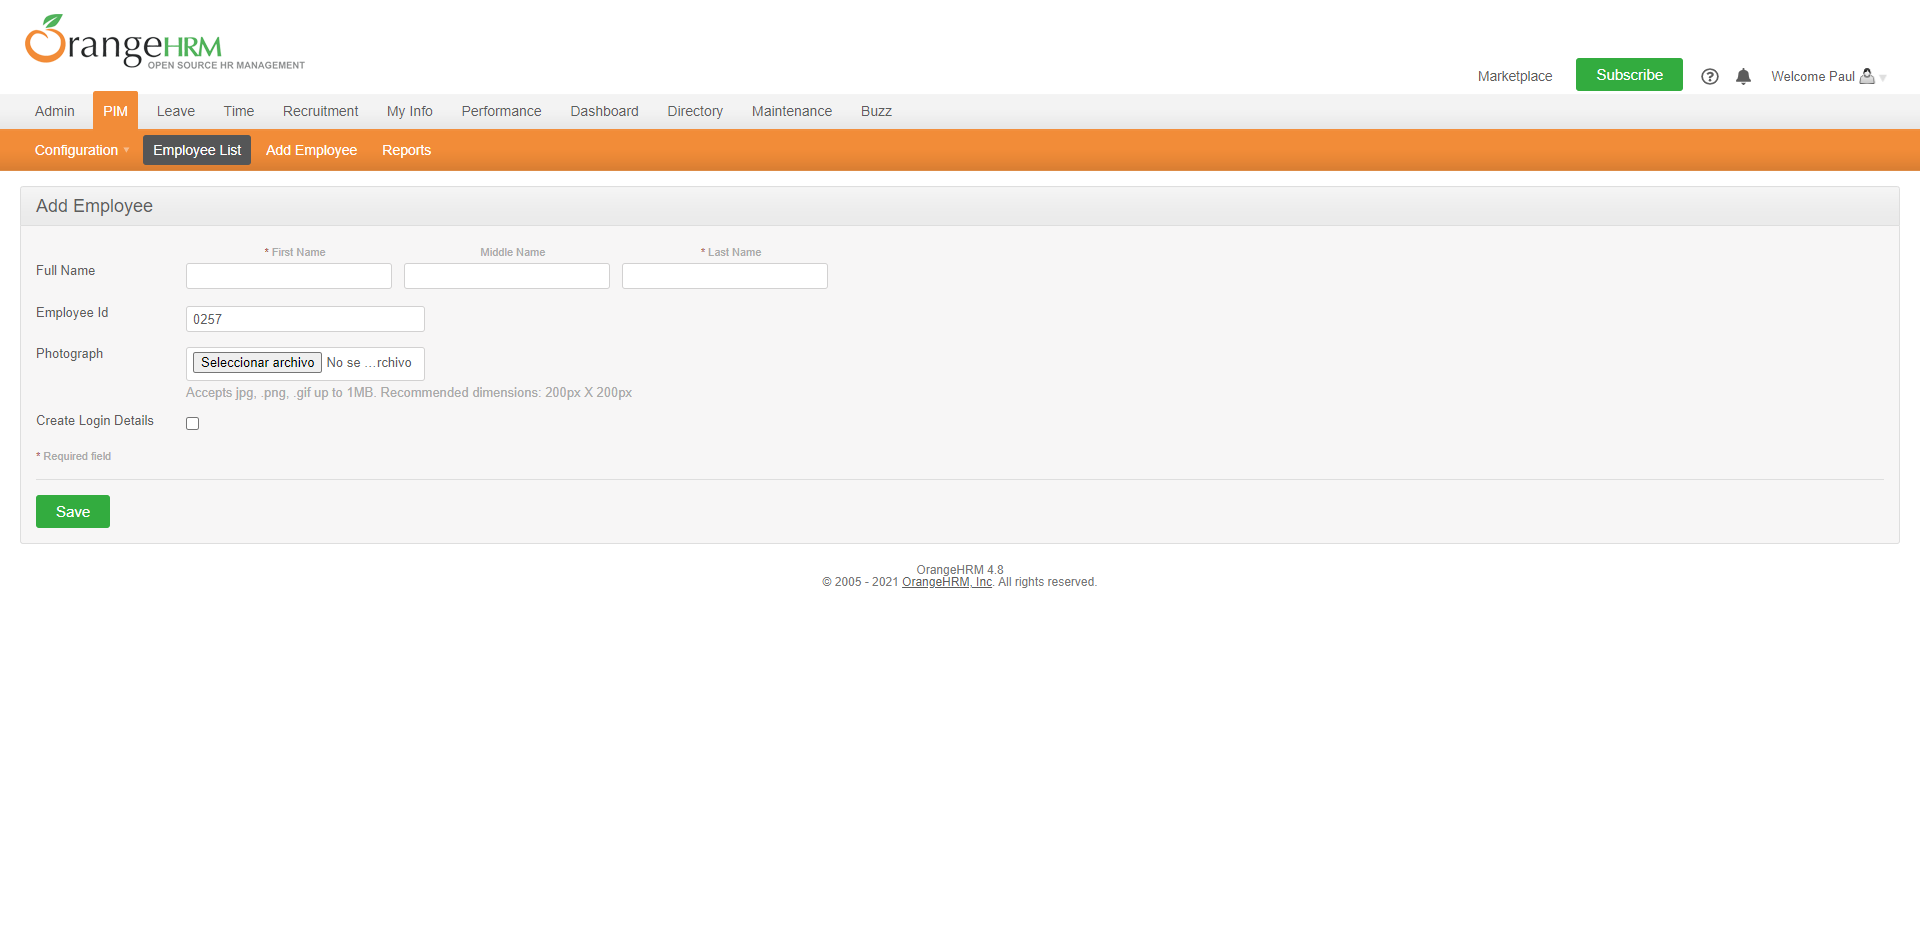 OrangeHRM
OPEN SOURCE HR MANAGEMENT
Marketplace
Subscribe
Welcome Paul
Admin PIM Leave Time Recruitment My Info Performance Dashboard Directory Maintenance Buzz
Configuration Employee List Add Employee Reports
Add Employee
* First Name Middle Name * Last Name
Full Name
Employee Id 0257
Photograph Seleccionar archivo No se ...rchivo
Accepts jpg, .png, .gif up to 1MB. Recommended dimensions: 200px X 200px
Create Login Details
* Required field
Save
OrangeHRM 4.8
© 2005 - 2021 OrangeHRM, Inc. All rights reserved.